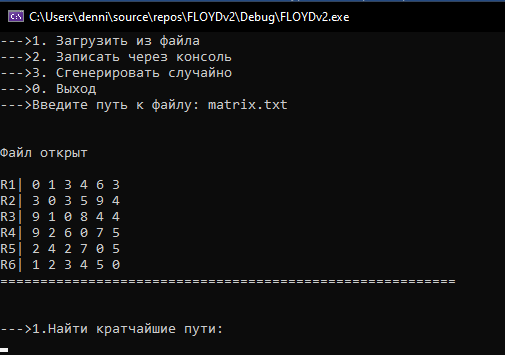 C:\Users\denni\source\repos\FLOYDv2\Debug\FLOYDv2.exe
--->1. Загрузить из файла
--->2. Записать через консоль
--->3. Сгенерировать случайно
--->0. Выход
--->Введите путь к файлу: matrix.txt
Файл открыт
R1| 0 1 3 4 6 3
R2| 3 0 3 5 9 4
R3| 9 1 0 8 4 4
R4| 9 2 6 0 7 5
R5| 2 4 2 7 0 5
R6| 1 2 3 4 5 0
=========================================================
--->1.Найти кратчайшие пути: